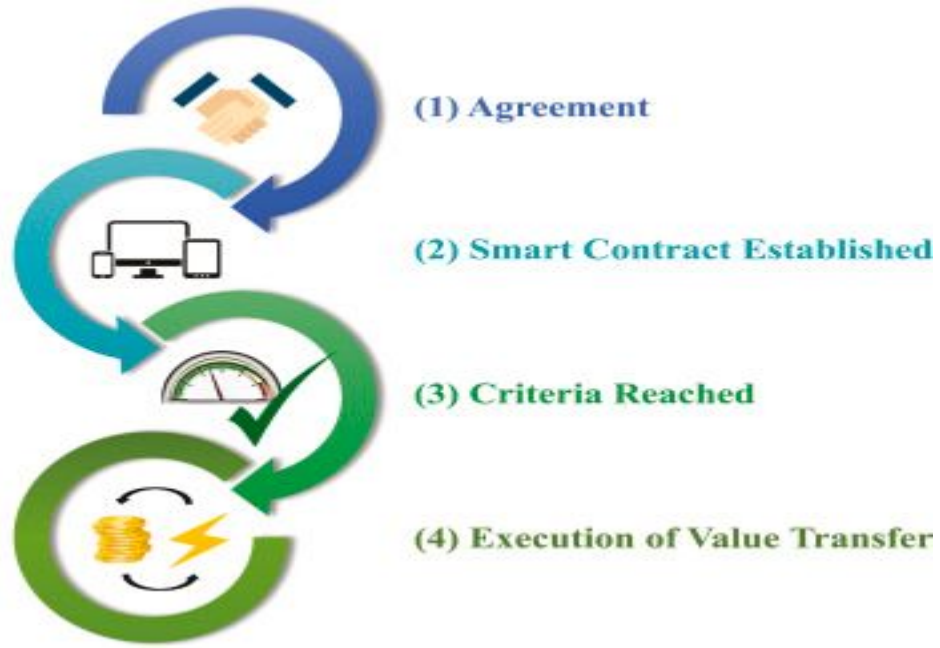 (1) Agreement
(2) Smart Contract Established
(3) Criteria Reached
(4) Execution of Value Transfer